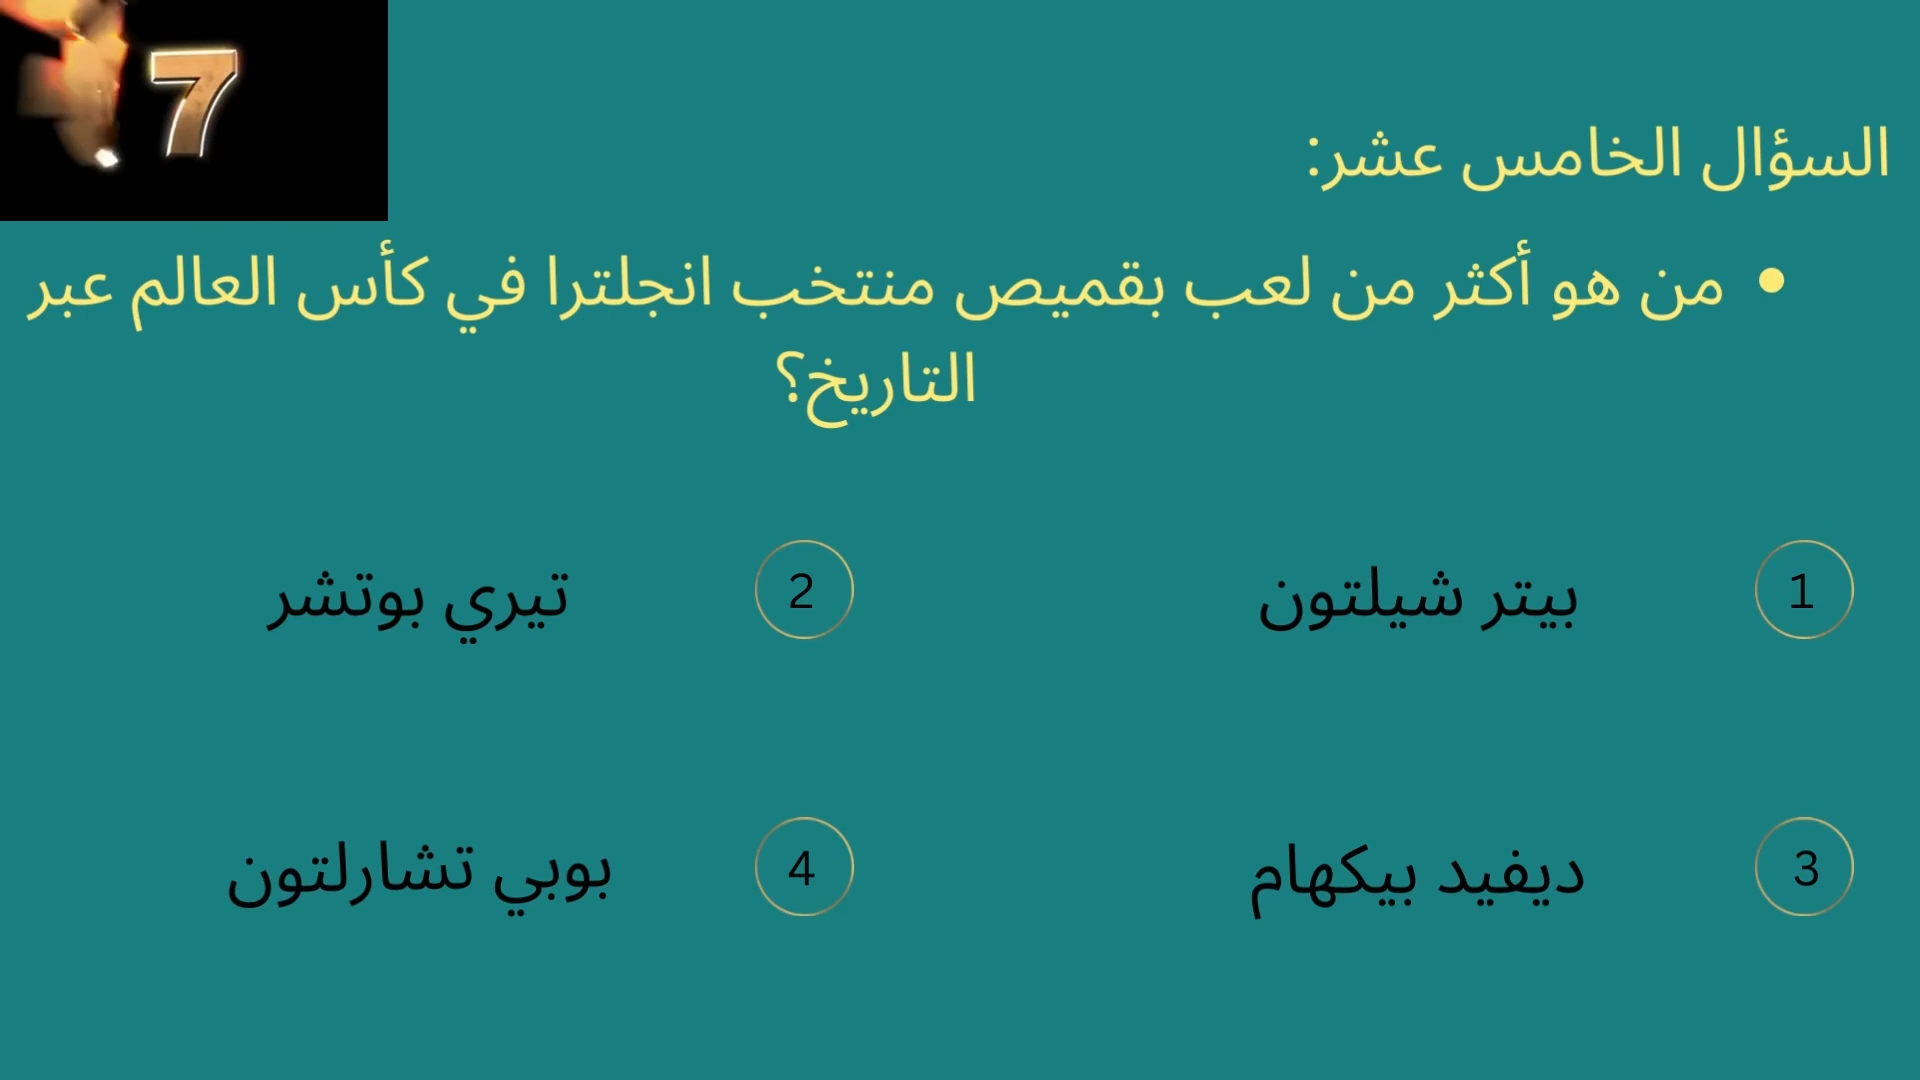 7
السؤال الخامس عشر:
• من هو أكثر من لعب بقميص منتخب انجلترا في كأس العالم عبر
التاريخ؟
1 بيتر شيلتون
2 تيري بوتشر
3 ديفيد بيكهام
4 بوبي تشارلتون